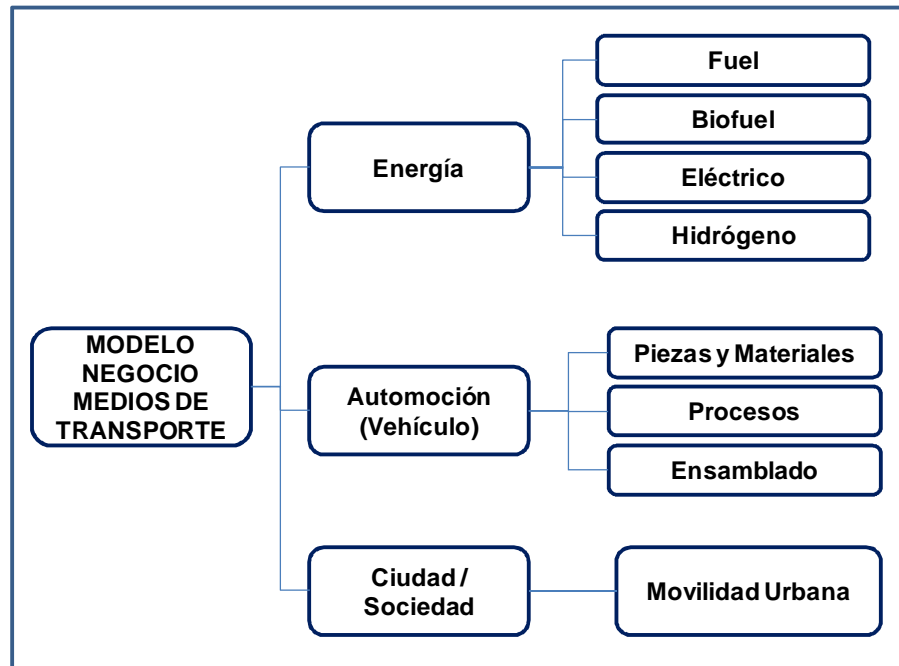 MODELO
NEGOCIO
MEDIOS DE
TRANSPORTE
Energía
Fuel
Biofuel
Eléctrico
Hidrógeno
Automoción
(Vehículo)
Piezas y Materiales
Procesos
Ensamblado
Ciudad /
Sociedad
Movilidad Urbana